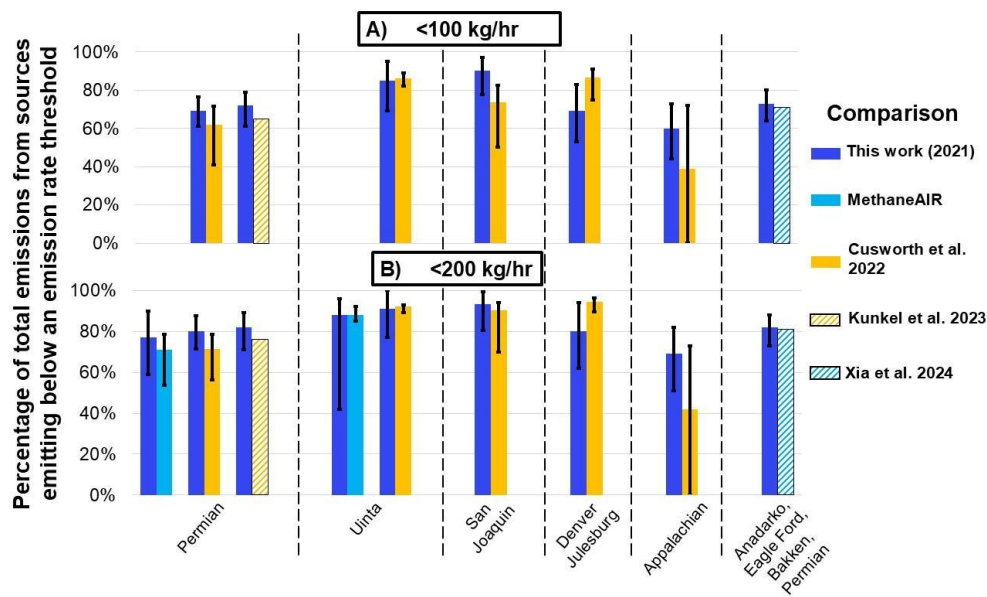 Percentage of total emissions from sources
emitting below an emission rate threshold
A) <100 kg/hr
100%
80%
60%
40%
20%
0%
B) <200 kg/hr
100%
80%
60%
40%
20%
0%
Permian
Uinta
San
Joaquin
Denver
Julesburg
Appalachian
Anadarko,
Eagle Ford,
Bakken,
Permian
Comparison
This work (2021)
MethaneAIR
Cusworth et al.
2022
Kunkel et al. 2023
Xia et al. 2024